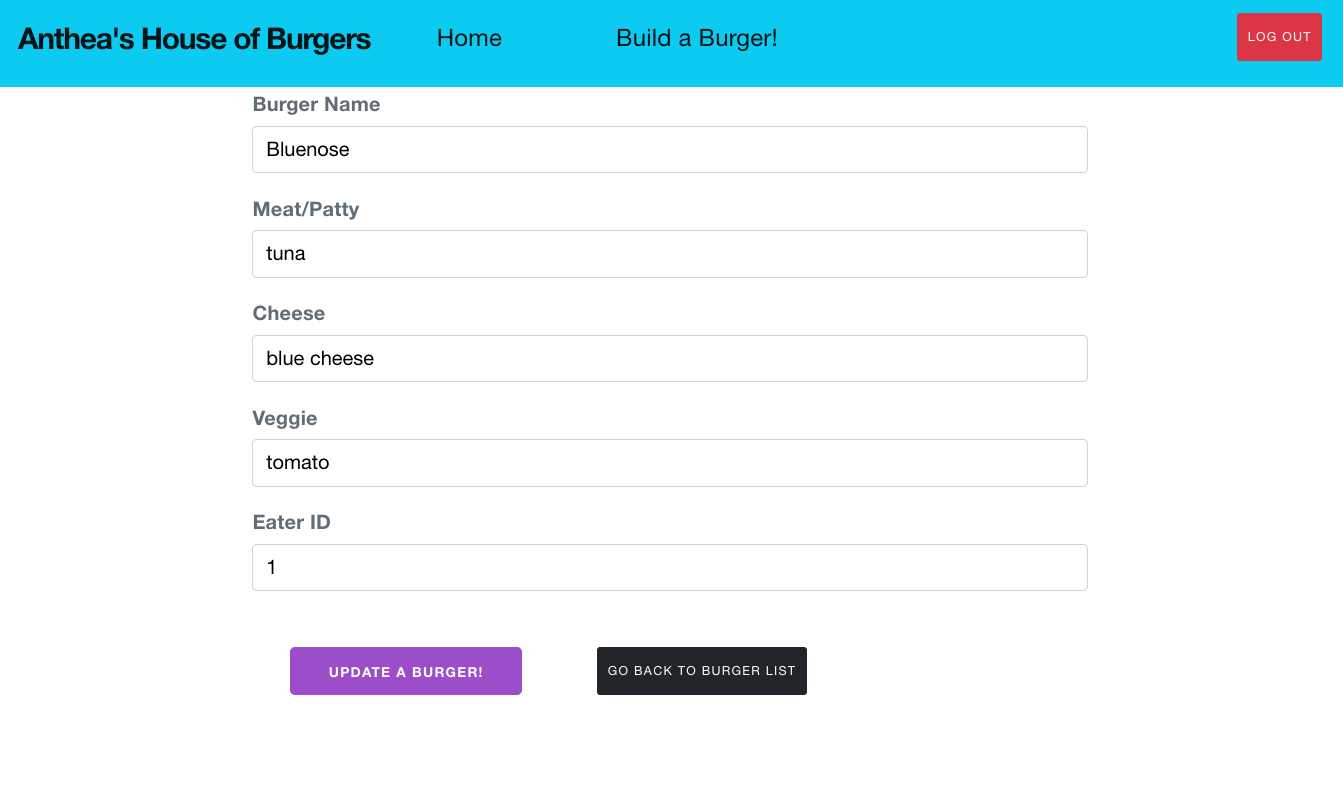 Anthea's House of Burgers Home Build a Burger! LOG OUT
Burger Name
Bluenose
Meat/Patty
tuna
Cheese
blue cheese
Veggie
tomato
Eater ID
1
UPDATE A BURGER! GO BACK TO BURGER LIST